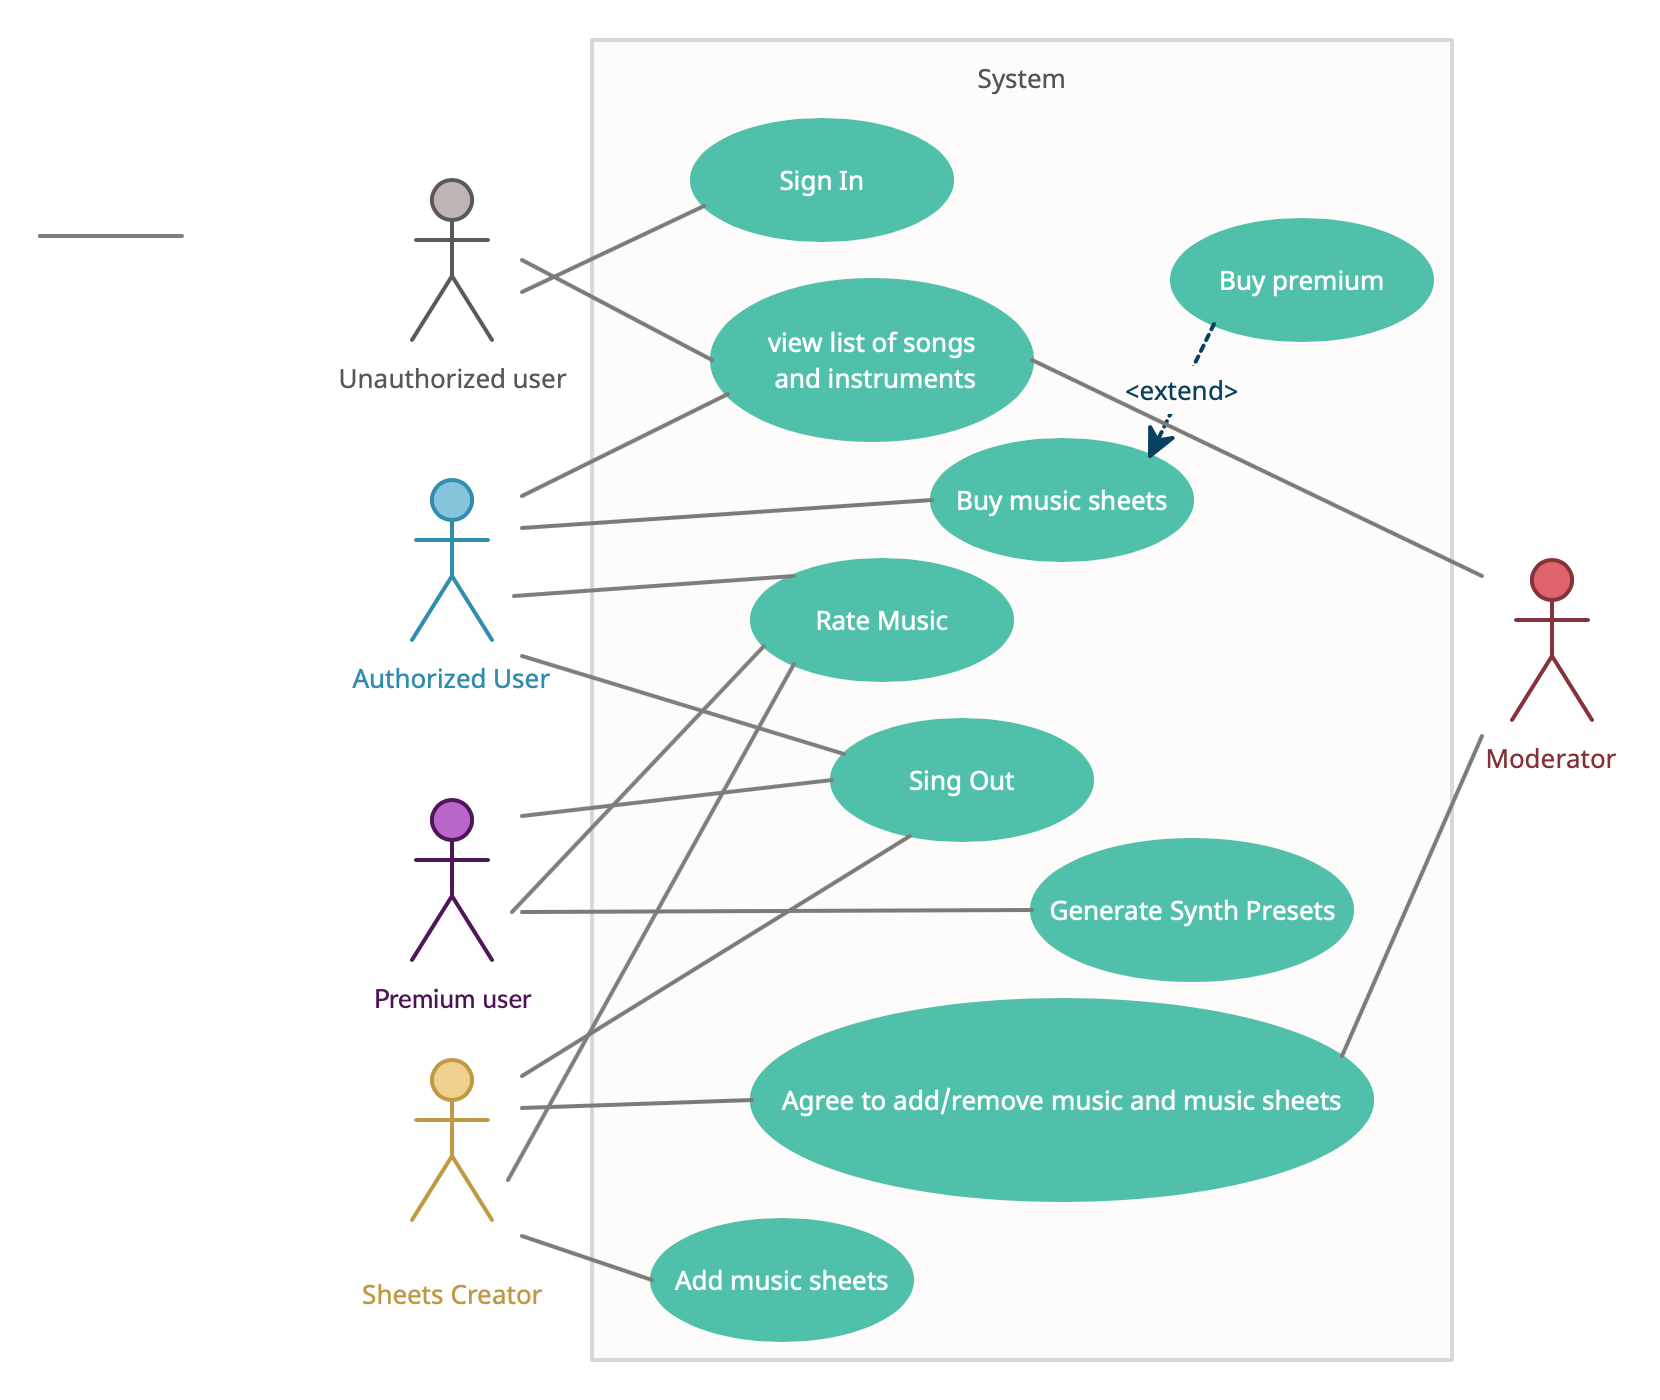 System
Sign In
Buy premium
view list of songs
and instruments
Unauthorized user
<extend>
Buy music sheets
Rate Music
Authorized User
Sing Out
Moderator
Generate Synth Presets
Premium user
Agree to add/remove music and music sheets
Add music sheets
Sheets Creator